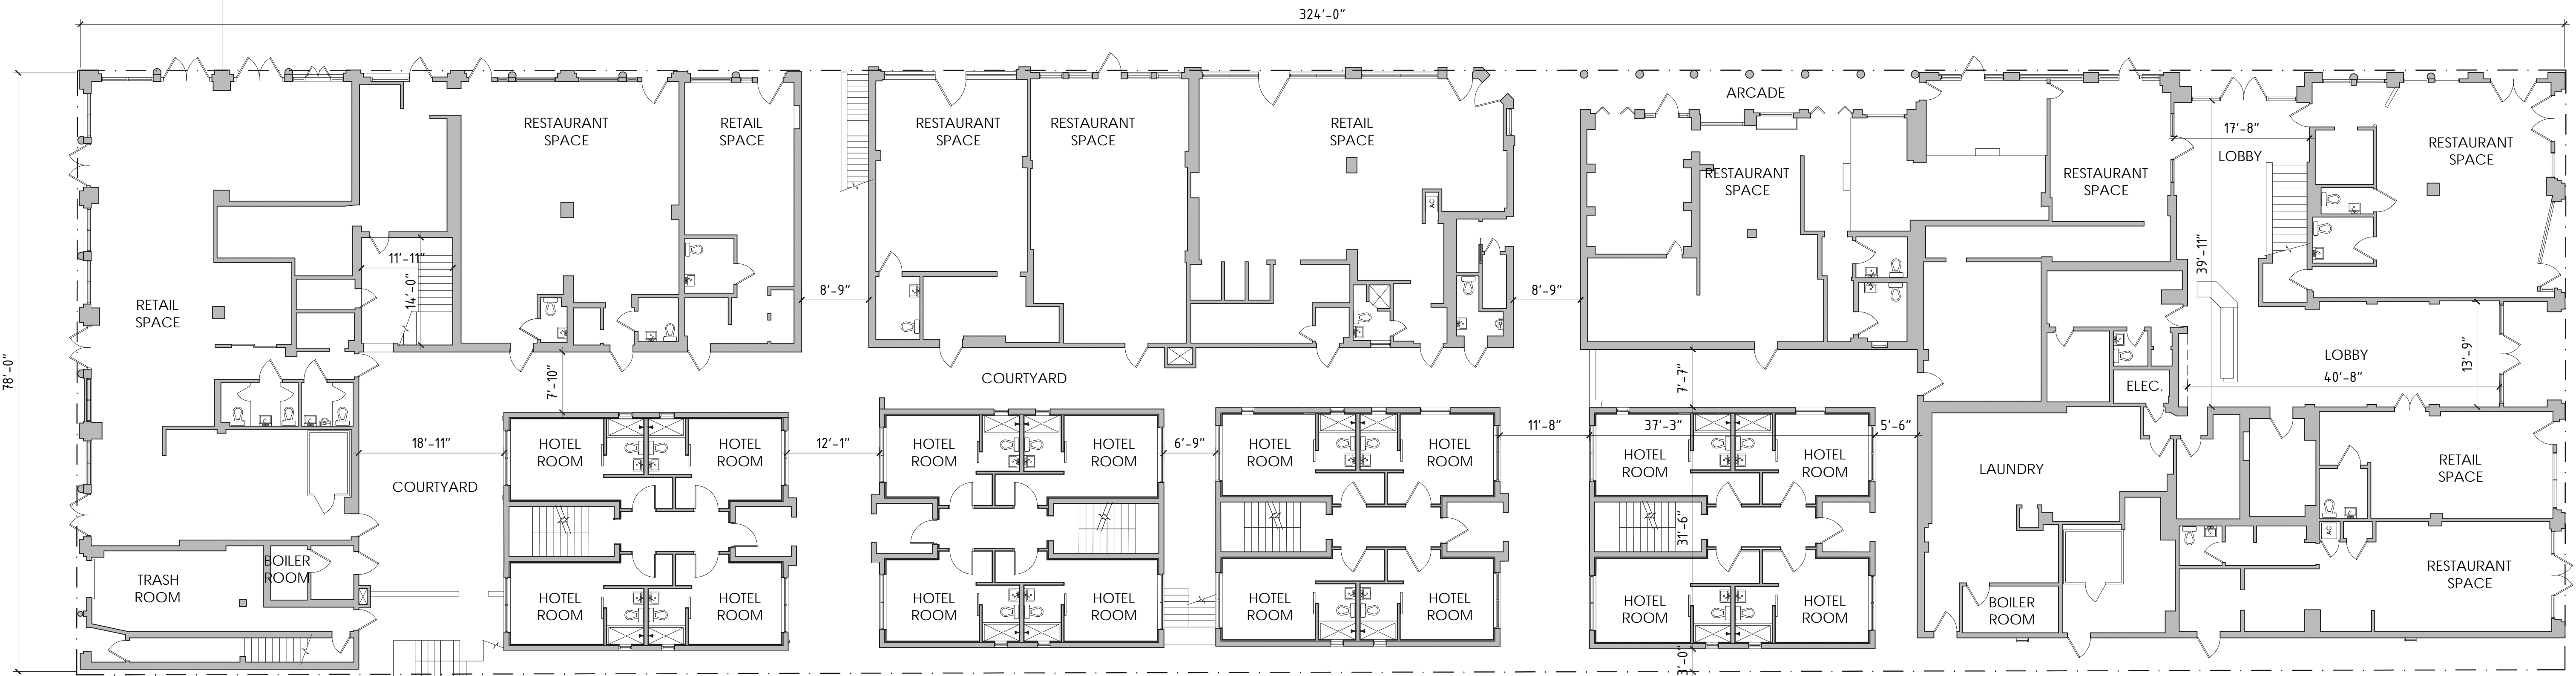 324'-0"
78'-0"
ARCADE
RESTAURANT
SPACE
RETAIL
SPACE
RESTAURANT
SPACE
RESTAURANT
SPACE
RETAIL
SPACE
AC
RESTAURANT
SPACE
RESTAURANT
SPACE
17'-8"
LOBBY
RESTAURANT
SPACE
11'-11"
14'-0"
39'-11"
RETAIL
SPACE
8'-9"
8'-9"
7'-10"
COURTYARD
7'-7"
ELEC.
LOBBY
40'-8"
13'-9"
18'-11"
COURTYARD
HOTEL
ROOM
HOTEL
ROOM
12'-1"
HOTEL
ROOM
HOTEL
ROOM
6'-9"
HOTEL
ROOM
HOTEL
ROOM
11'-8"
37'-3"
5'-6"
HOTEL
ROOM
HOTEL
ROOM
LAUNDRY
RETAIL
SPACE
31'-6"
AC
BOILER
ROOM
TRASH
ROOM
HOTEL
ROOM
HOTEL
ROOM
HOTEL
ROOM
HOTEL
ROOM
HOTEL
ROOM
HOTEL
ROOM
HOTEL
ROOM
HOTEL
ROOM
BOILER
ROOM
RESTAURANT
SPACE
3'-0"